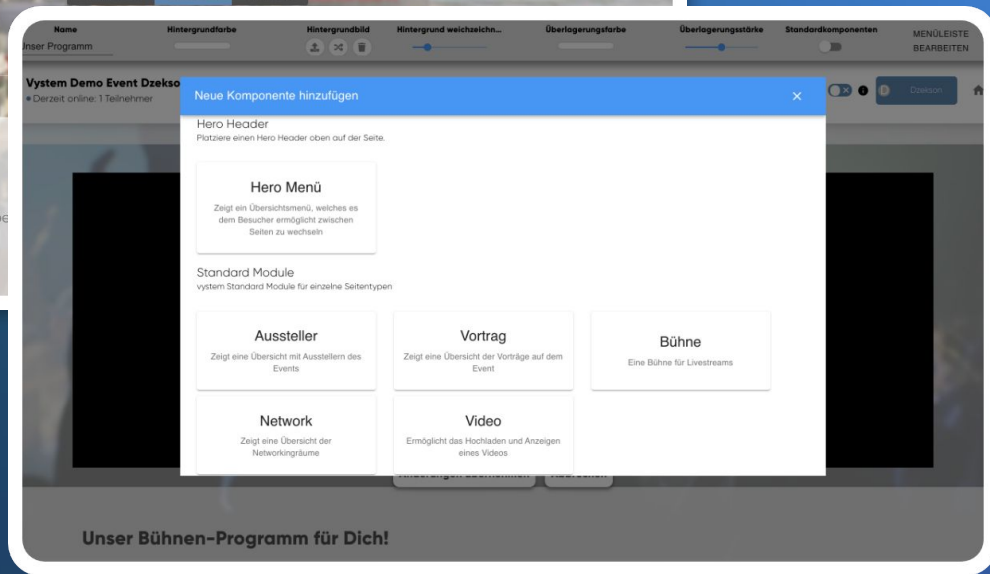 Name Hintergrundfarbe Hintergrundbild Hintergrund weichzeichn... Überlagerungsfarbe Überlagerungsstärke Standardkomponenten MENÜLEISTE
Unser Programm BEARBEITEN
Vystem Demo Event Dzekso
Derzeit online: 1 Teilnehmer
Dzekson
Neue Komponente hinzufügen
Hero Header
Platziere einen Hero Header oben auf der Seite.
Hero Menü
Zeigt ein Übersichtsmenü, welches es
dem Besucher ermöglicht zwischen
Seiten zu wechseln
Standard Module
vystem Standard Module für einzelne Seitentypen
Aussteller
Zeigt eine Übersicht mit Ausstellern des
Events
Vortrag
Zeigt eine Übersicht der Vorträge auf dem
Event
Bühne
Eine Bühne für Livestreams
Network
Zeigt eine Übersicht der
Networkingräume
Video
Ermöglicht das Hochladen und Anzeigen
eines Videos
Unser Bühnen-Programm für Dich!